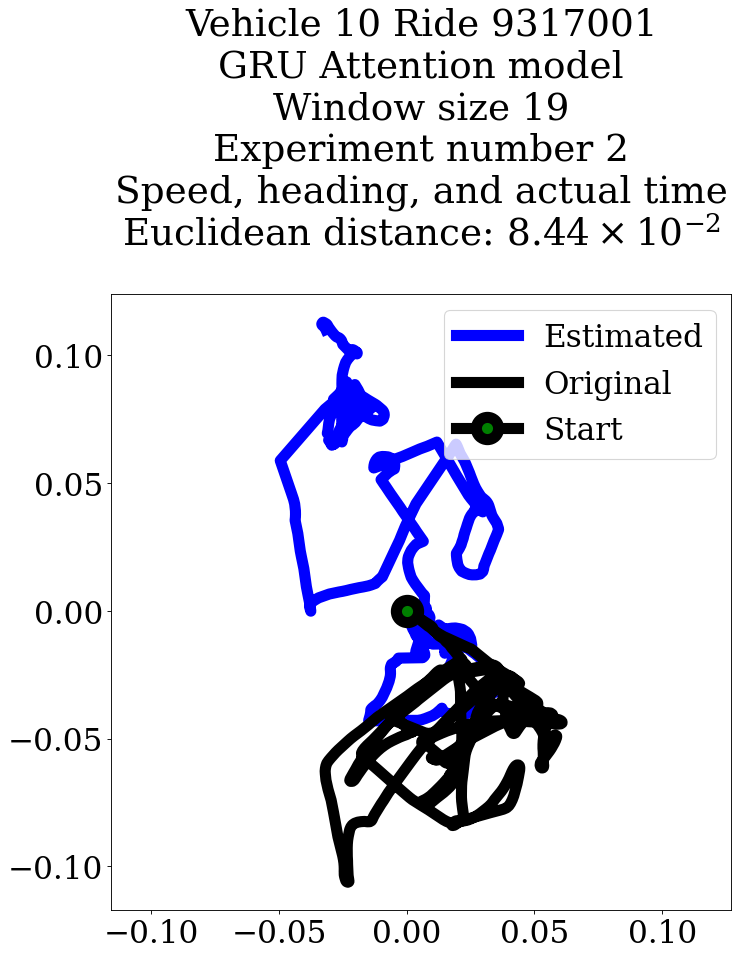 Vehicle 10 Ride 9317001
GRU Attention model
Window size 19
Experiment number 2
Speed, heading, and actual time
Euclidean distance: 8.44 × 10⁻²
Estimated
Original
Start
0.10
0.05
0.00
−0.05
−0.10
−0.10 −0.05 0.00 0.05 0.10